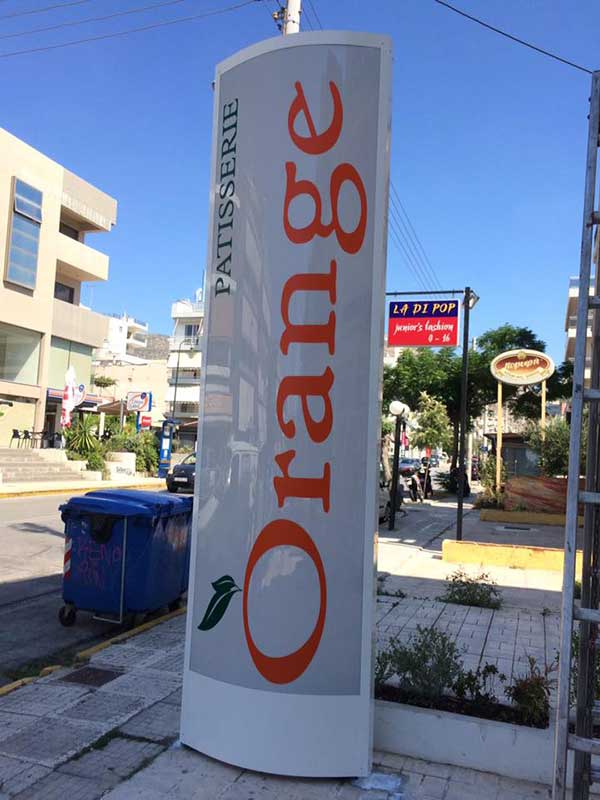 PATISSERIE
Orange
LA DI POP
junior's fashion
0 - 16